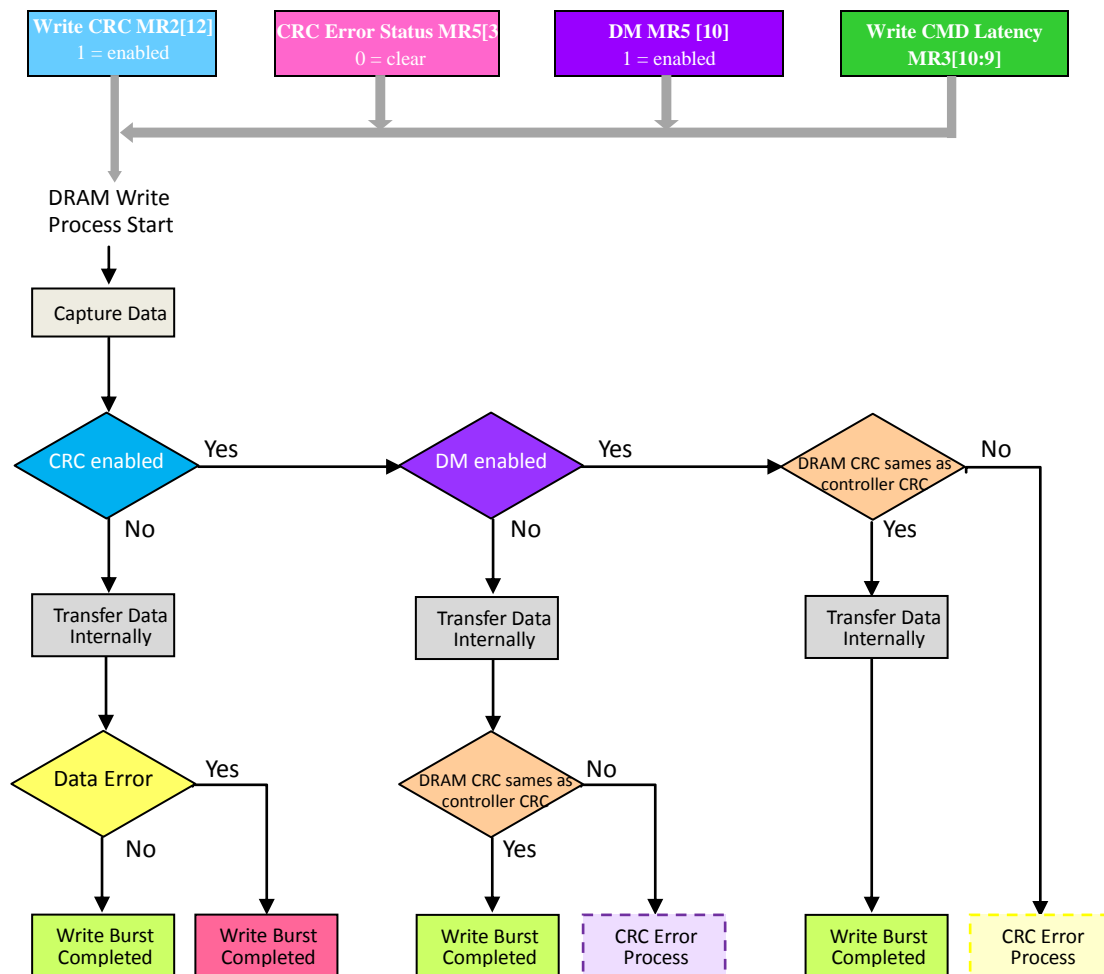 Write CRC MR2[12]
1 = enabled
CRC Error Status MR5[3
0 = clear
DM MR5 [10]
1 = enabled
Write CMD Latency
MR3[10:9]
DRAM Write
Process Start
Capture Data
CRC enabled
Yes
DM enabled
Yes
DRAM CRC sames as
controller CRC
No
No
No
Yes
Transfer Data
Internally
Transfer Data
Internally
Transfer Data
Internally
Data Error
Yes
DRAM CRC sames as
controller CRC
No
No
Yes
Write Burst
Completed
Write Burst
Completed
Write Burst
Completed
CRC Error
Process
Write Burst
Completed
CRC Error
Process